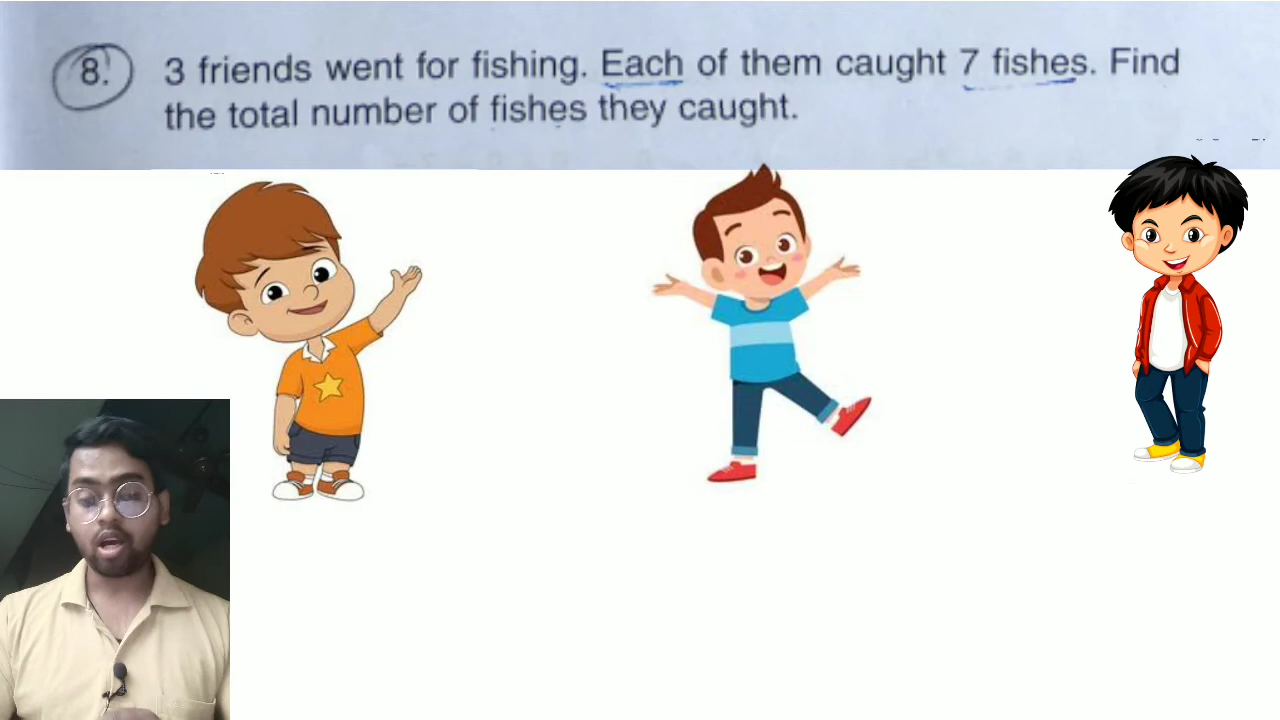 8. 3 friends went for fishing. Each of them caught 7 fishes. Find
the total number of fishes they caught.